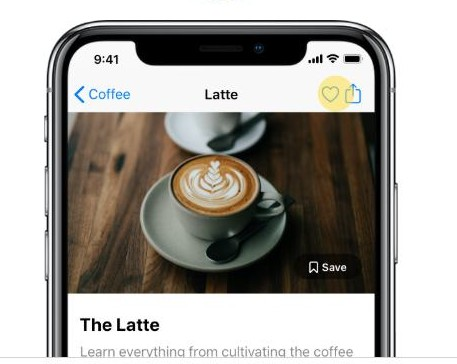 9:41
Coffee Latte
Save
The Latte
Learn everything from cultivating the coffee